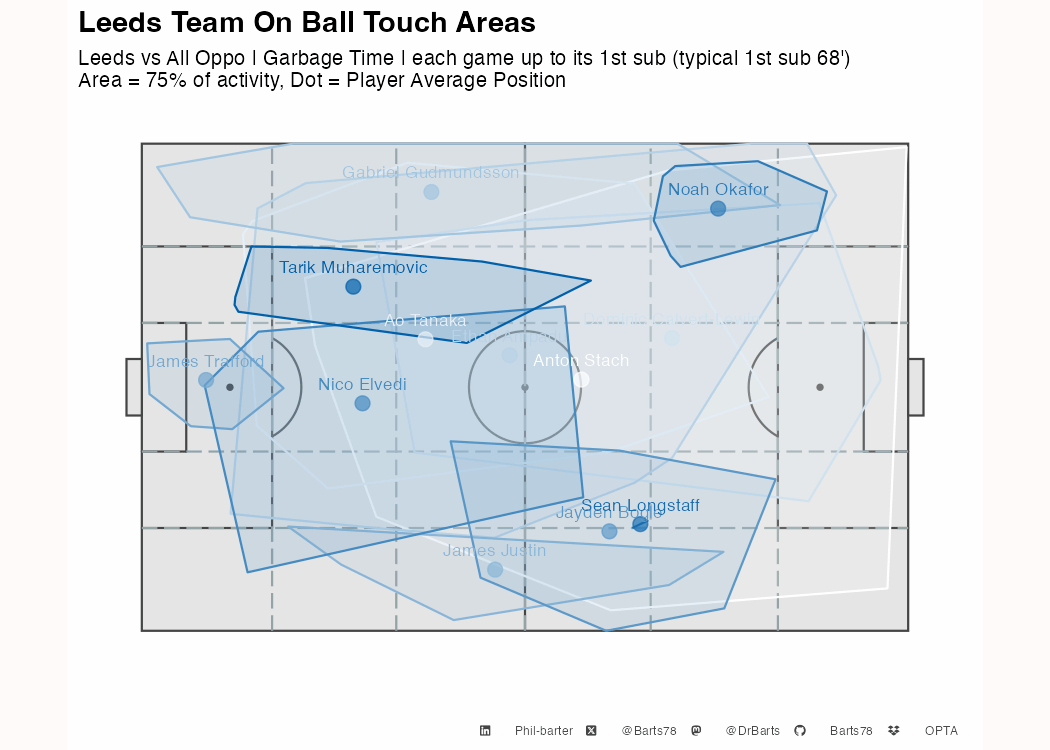 Leeds Team On Ball Touch Areas
Leeds vs All Oppo | Garbage Time | each game up to its 1st sub (typical 1st sub 68')
Area = 75% of activity, Dot = Player Average Position
Gabriel Gudmundsson
Noah Okafor
Tarik Muharemovic
Ao Tanaka
Anton Stach
James Trafford
Nico Elvedi
Sean Longstaff
Jayden Bogle
James Justin
Phil-barter
@Barts78
@DrBarts
Barts78
OPTA